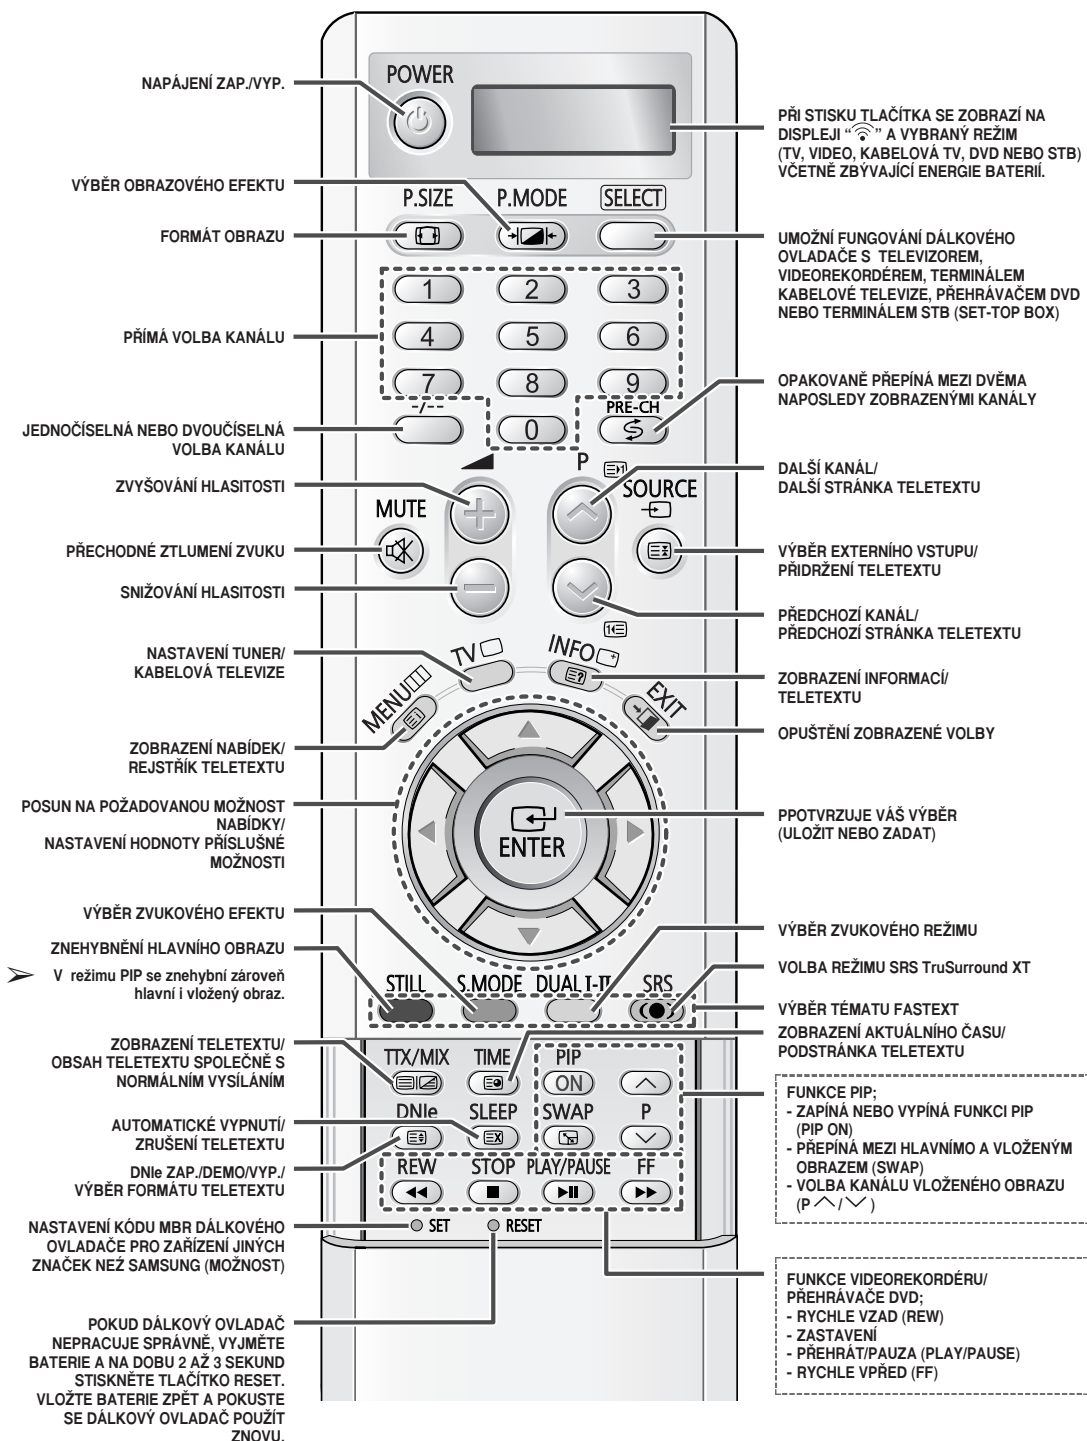 NAPÁJENÍ ZAP./VYP.
VÝBĚR OBRAZOVÉHO EFEKTU
FORMÁT OBRAZU
PŘÍMÁ VOLBA KANÁLU
JEDNOČÍSELNÁ NEBO DVOUČÍSELNÁ
VOLBA KANÁLU
ZVYŠOVÁNÍ HLASITOSTI
PŘECHODNÉ ZTLUMENÍ ZVUKU
SNIŽOVÁNÍ HLASITOSTI
NASTAVENÍ TUNER/
KABELOVÁ TELEVIZE
ZOBRAZENÍ NABÍDEK/
REJSTŘÍK TELETEXTU
POSUN NA POŽADOVANOU MOŽNOST
NABÍDKY/
NASTAVENÍ HODNOTY PŘÍSLUŠNÉ
MOŽNOSTI
VÝBĚR ZVUKOVÉHO EFEKTU
ZNEHYBNĚNÍ HLAVNÍHO OBRAZU
➢ V režimu PIP se znehybní zároveň
hlavní i vložený obraz.
ZOBRAZENÍ TELETEXTU/
OBSAH TELETEXTU SPOLEČNĚ S
NORMÁLNÍM VYSÍLÁNÍM
AUTOMATICKÉ VYPNUTÍ/
ZRUŠENÍ TELETEXTU
DNIe ZAP./DEMO/VYP./
VÝBĚR FORMÁTU TELETEXTU
NASTAVENÍ KÓDU MBR DÁLKOVÉHO
OVLADAČE PRO ZAŘÍZENÍ JINÝCH
ZNAČEK NEŽ SAMSUNG (MOŽNOST)
POKUD DÁLKOVÝ OVLADAČ
NEPRACUJE SPRÁVNĚ, VYJMĚTE
BATERIE A NA DOBU 2 AŽ 3 SEKUND
STISKNĚTE TLAČÍTKO RESET.
VLOŽTE BATERIE ZPĚT A POKUSTE
SE DÁLKOVÝ OVLADAČ POUŽÍT
ZNOVU.
POWER
P.SIZE P.MODE SELECT
1 2 3
4 5 6
7 8 9
-/-- 0 PRE-CH
P SOURCE
MUTE
TV INFO
MENU EXIT
ENTER
STILL S.MODE DUAL I-II SRS
TTX/MIX TIME PIP
ON
DNIe SLEEP SWAP P
REW STOP PLAY/PAUSE FF
SET RESET
PŘI STISKU TLAČÍTKA SE ZOBRAZÍ NA
DISPLEJI “ ” A VYBRANÝ REŽIM
(TV, VIDEO, KABELOVÁ TV, DVD NEBO STB)
VČETNĚ ZBÝVAJÍCÍ ENERGIE BATERIÍ.
UMOŽNÍ FUNGOVÁNÍ DÁLKOVÉHO
OVLADAČE S TELEVIZOREM,
VIDEOREKORDÉREM, TERMINÁLEM
KABELOVÉ TELEVIZE, PŘEHRÁVAČEM DVD
NEBO TERMINÁLEM STB (SET-TOP BOX)
OPAKOVANĚ PŘEPÍNÁ MEZI DVĚMA
NAPOSLEDY ZOBRAZENÝMI KANÁLY
DALŠÍ KANÁL/
DALŠÍ STRÁNKA TELETEXTU
VÝBĚR EXTERNÍHO VSTUPU/
PŘIDRŽENÍ TELETEXTU
PŘEDCHOZÍ KANÁL/
PŘEDCHOZÍ STRÁNKA TELETEXTU
ZOBRAZENÍ INFORMACÍ/
TELETEXTU
OPUŠTĚNÍ ZOBRAZENÉ VOLBY
PPOTVRZUJE VÁŠ VÝBĚR
(ULOŽIT NEBO ZADAT)
VÝBĚR ZVUKOVÉHO REŽIMU
VOLBA REŽIMU SRS TruSurround XT
VÝBĚR TÉMATU FASTEXT
ZOBRAZENÍ AKTUÁLNÍHO ČASU/
PODSTRÁNKA TELETEXTU
FUNKCE PIP;
- ZAPÍNÁ NEBO VYPÍNÁ FUNKCI PIP
(PIP ON)
- PŘEPÍNÁ MEZI HLAVNÍMO A VLOŽENÝM
OBRAZEM (SWAP)
- VOLBA KANÁLU VLOŽENÉHO OBRAZU
(P / )
FUNKCE VIDEOREKORDÉRU/
PŘEHRÁVAČE DVD;
- RYCHLE VZAD (REW)
- ZASTAVENÍ
- PŘEHRÁT/PAUZA (PLAY/PAUSE)
- RYCHLE VPŘED (FF)